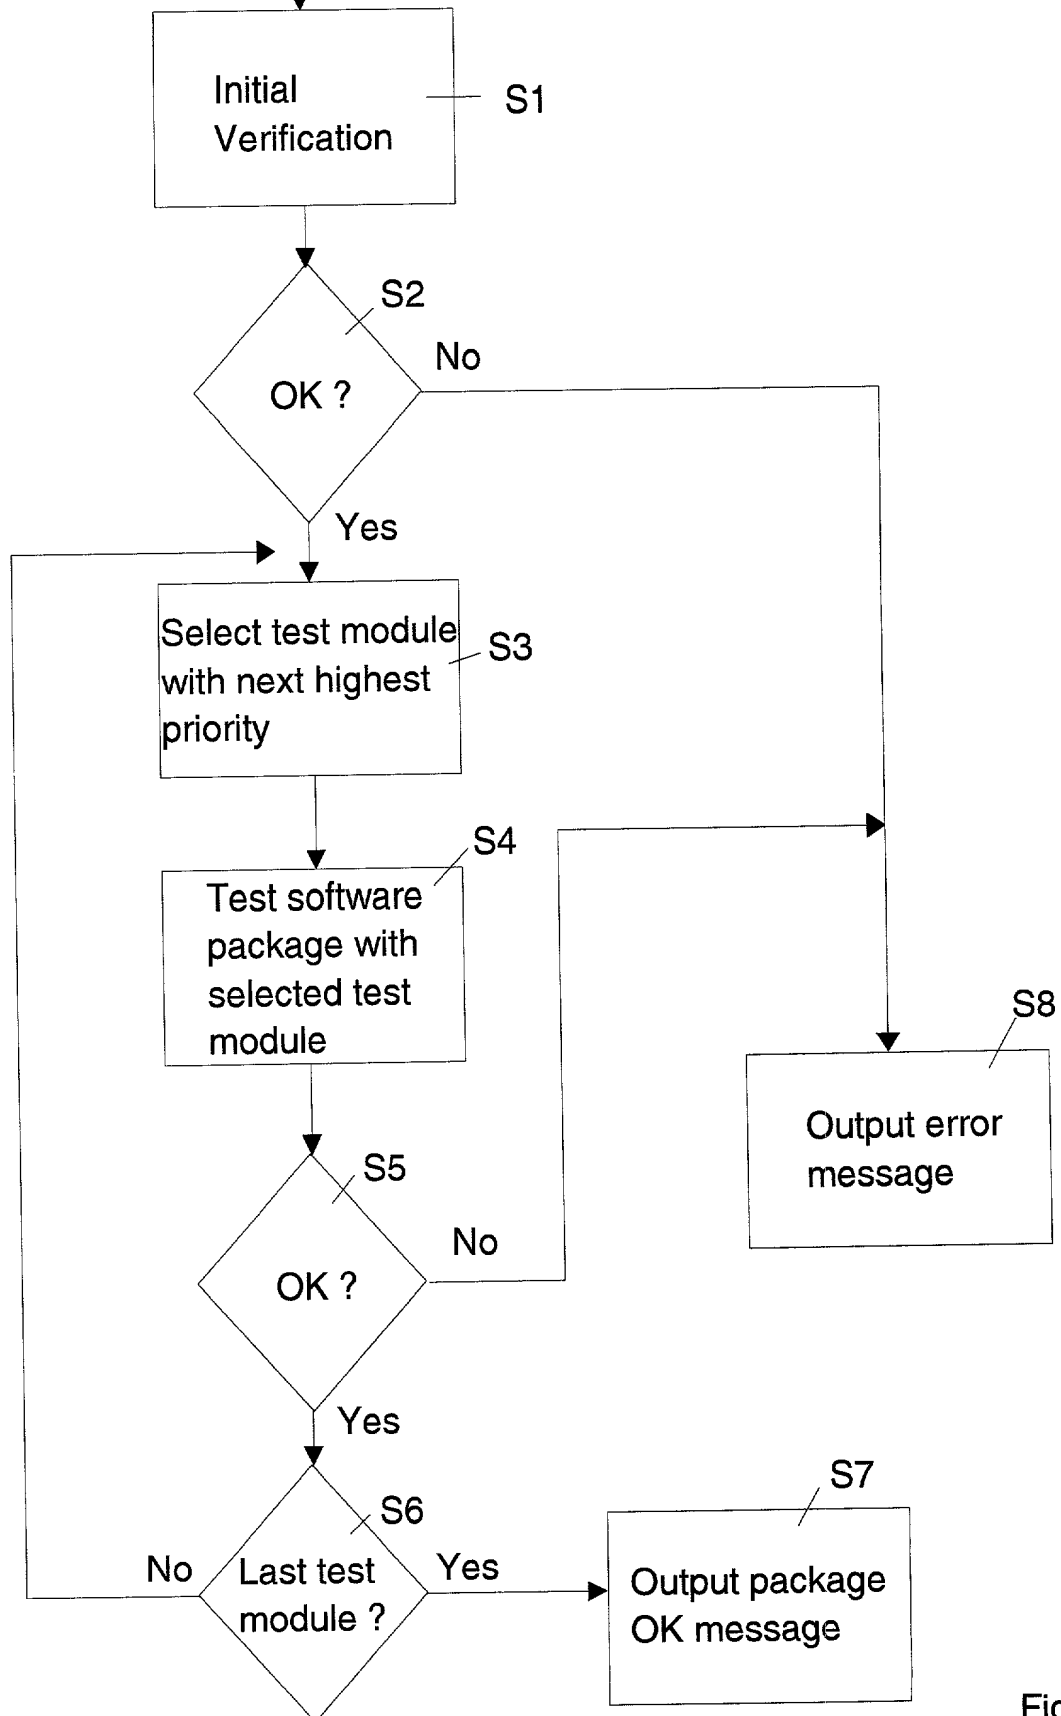 Initial
Verification
S1
S2
No
OK ?
Yes
Select test module
with next highest
priority
S3
S4
Test software
package with
selected test
module
S8
Output error
message
S5
No
OK ?
Yes
S7
S6
No
Last test
module ?
Yes
Output package
OK message